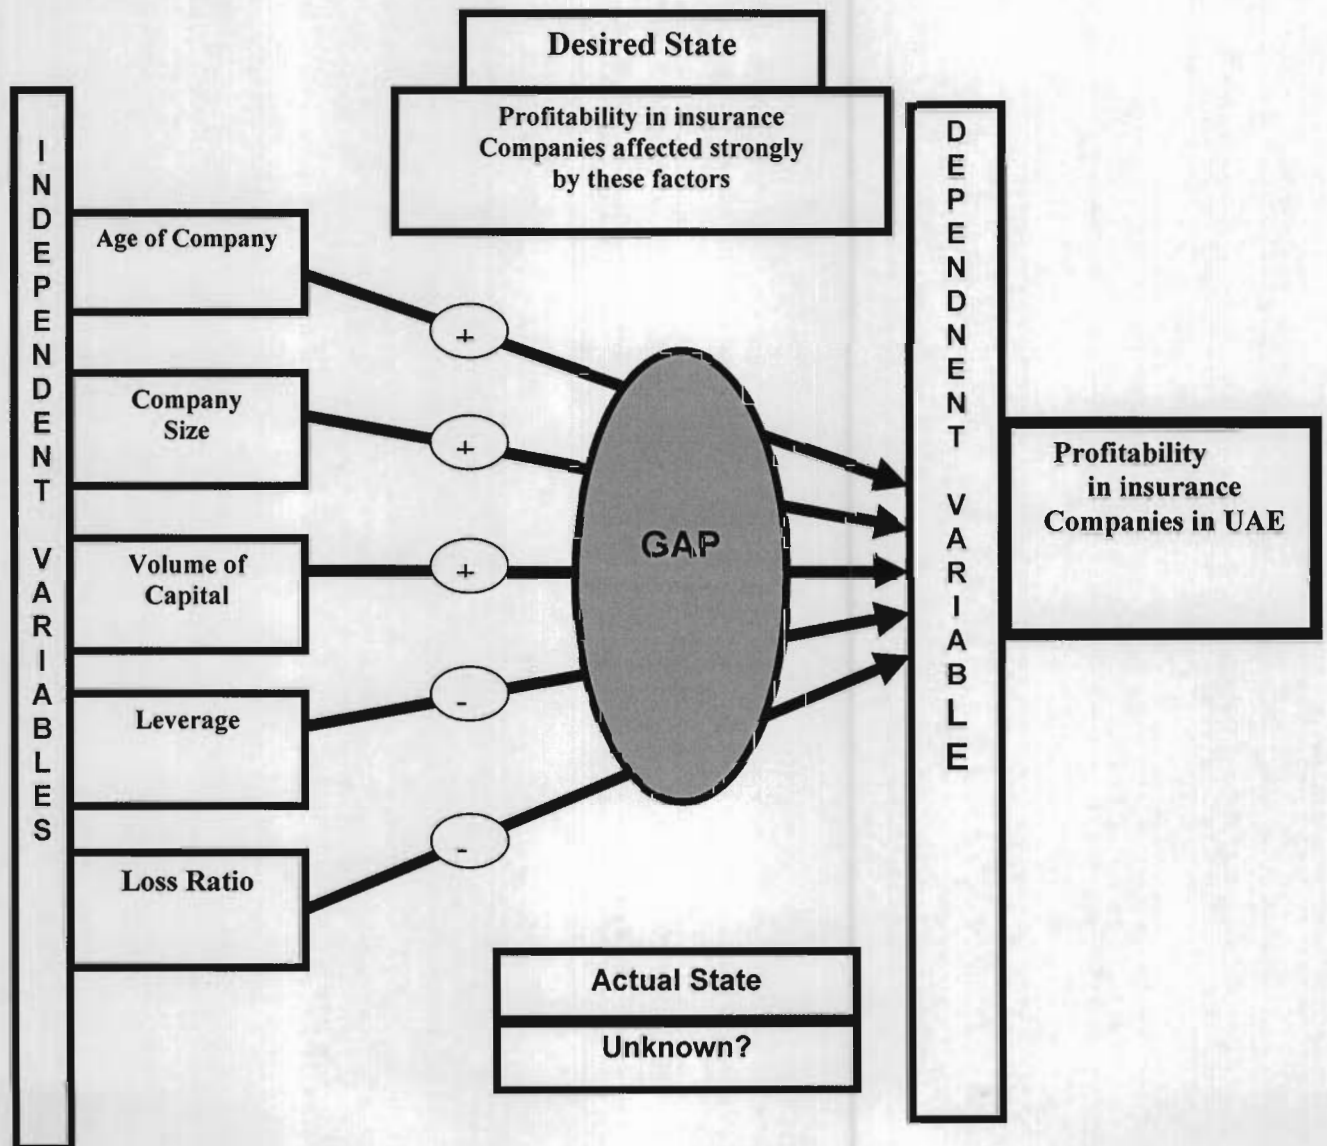 Desired State
Profitability in insurance
Companies affected strongly
by these factors
INDEPENDENT VARIABLES
Age of Company
+
Company
Size
+
Volume of
Capital
+
Leverage
-
Loss Ratio
-
GAP
Actual State
Unknown?
DEPENDNENT VARIABLE
Profitability
in insurance
Companies in UAE